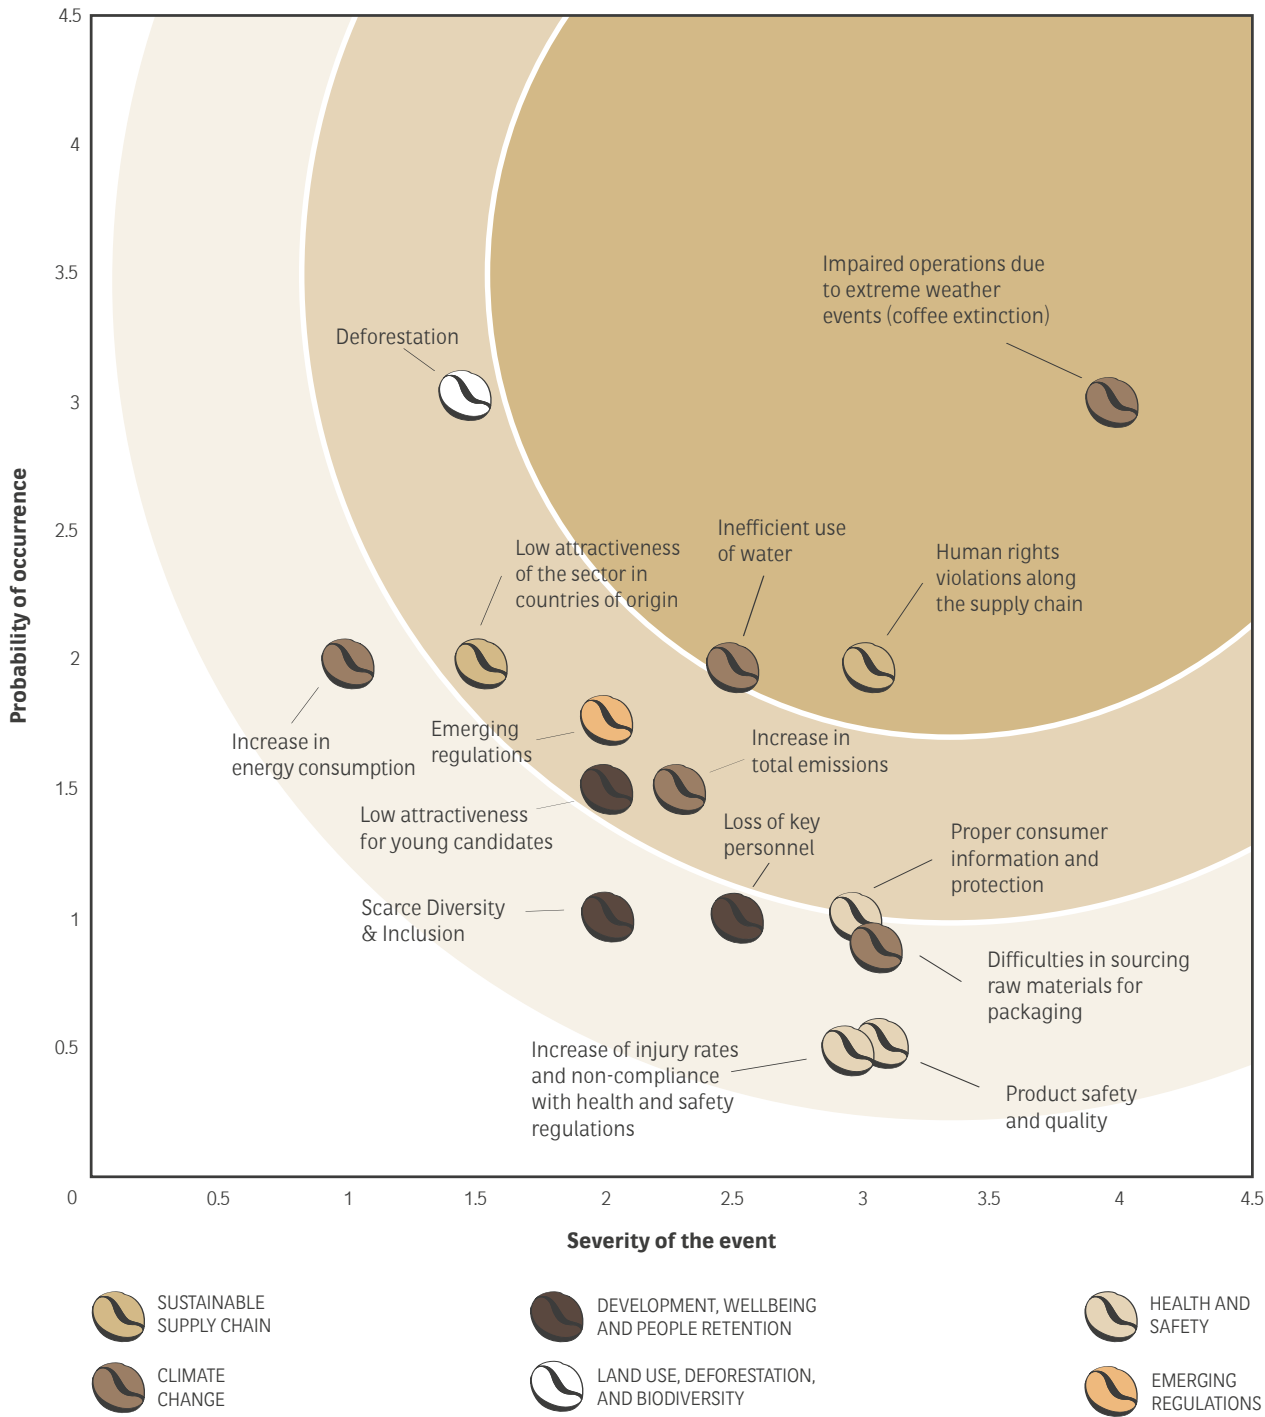 4.5
4
3.5
3
2.5
2
1.5
1
0.5
0
Probability of occurrence
Impaired operations due
to extreme weather
events (coffee extinction)
Deforestation
Inefficient use
of water
Low attractiveness
of the sector in
countries of origin
Human rights
violations along
the supply chain
Increase in
energy consumption
Emerging
regulations
Increase in
total emissions
Low attractiveness
for young candidates
Loss of key
personnel
Proper consumer
information and
protection
Scarce Diversity
& Inclusion
Difficulties in sourcing
raw materials for
packaging
Increase of injury rates
and non-compliance
with health and safety
regulations
Product safety
and quality
0.5
1
1.5
2
2.5
3
3.5
4
4.5
Severity of the event
SUSTAINABLE
SUPPLY CHAIN
DEVELOPMENT, WELLBEING
AND PEOPLE RETENTION
HEALTH AND
SAFETY
CLIMATE
CHANGE
LAND USE, DEFORESTATION,
AND BIODIVERSITY
EMERGING
REGULATIONS